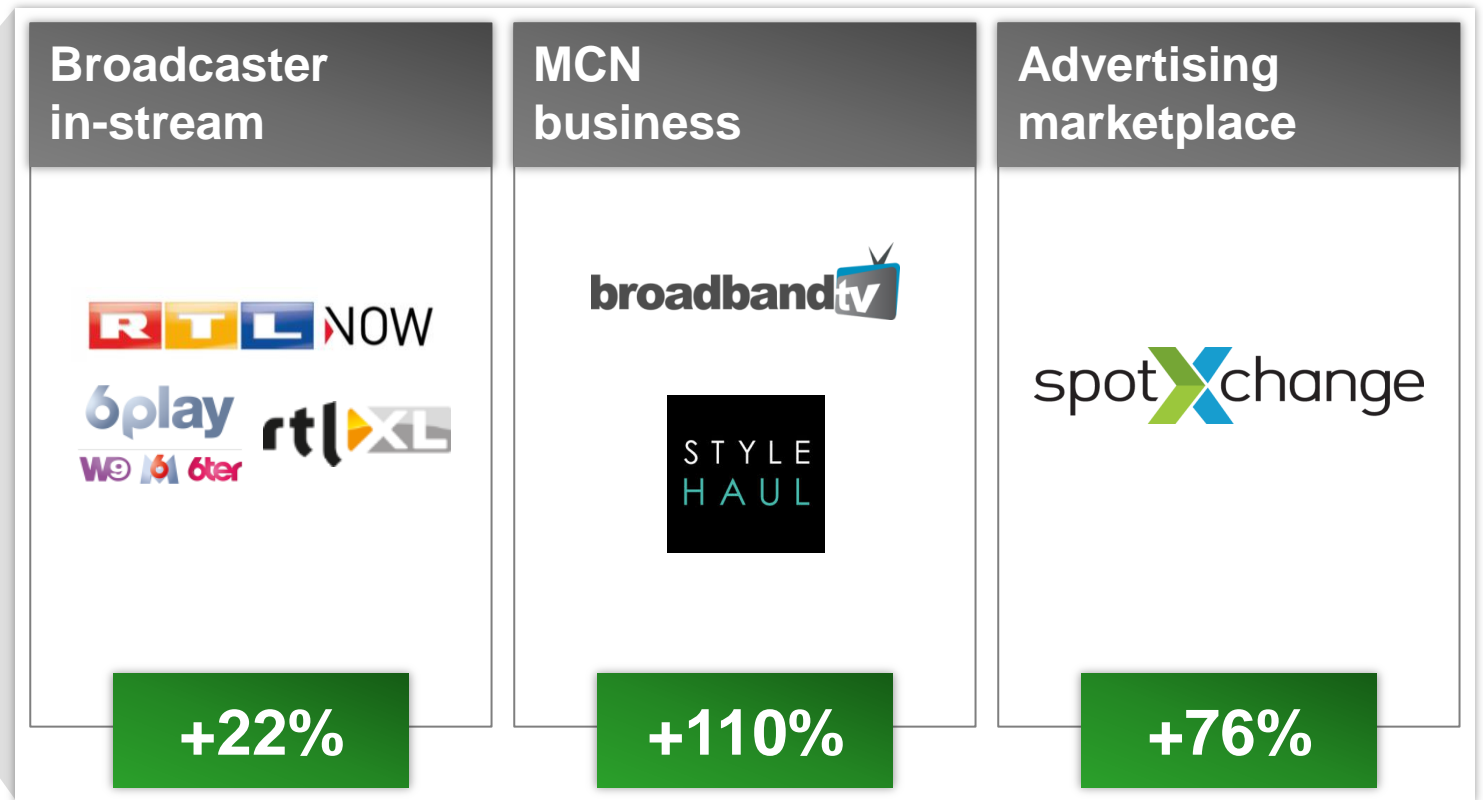 Broadcaster
in-stream
RTL NOW
6play
W9 M6 6ter
rtl XL
+22%
MCN
business
broadbandtv
STYLE
HAUL
+110%
Advertising
marketplace
spotXchange
+76%